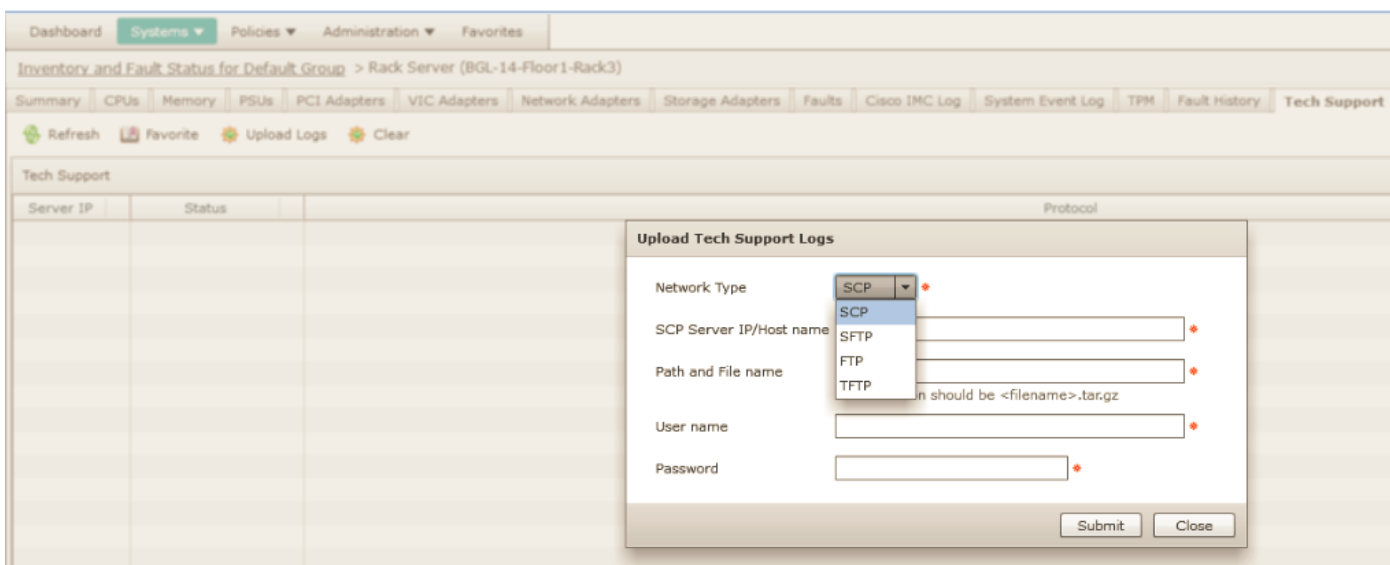 Dashboard Systems ▼ Policies ▼ Administration ▼ Favorites
Inventory and Fault Status for Default Group > Rack Server (BGL-14-Floor1-Rack3)
Summary CPUs Memory PSUs PCI Adapters VIC Adapters Network Adapters Storage Adapters Faults Cisco IMC Log System Event Log TPM Fault History Tech Support
Refresh Favorite Upload Logs Clear
Tech Support
Server IP Status Protocol
Upload Tech Support Logs
Network Type SCP ▼ *
SCP
SCP Server IP/Host name *
SFTP
FTP
Path and File name *
TFTP
n should be <filename>.tar.gz
User name *
Password *
Submit Close